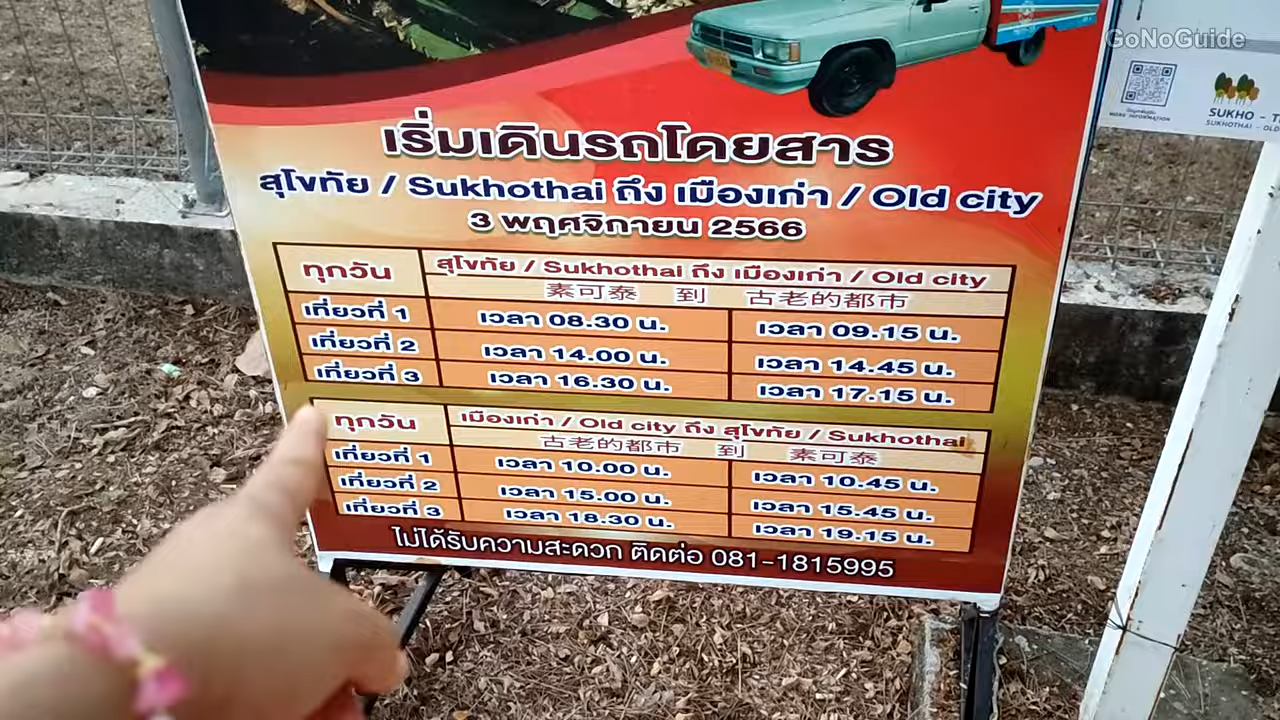 GoNoGuide
MORE INFORMATION
SUKHO - T
SUKHOTHAI - OLD
เริ่มเดินรถโดยสาร
สุโขทัย / Sukhothai ถึง เมืองเก่า / Old city
3 พฤศจิกายน 2566
ทุกวัน สุโขทัย / Sukhothai ถึง เมืองเก่า / Old city
素可泰 到 古老的都市
เที่ยวที่ 1 เวลา 08.30 น. เวลา 09.15 น.
เที่ยวที่ 2 เวลา 14.00 น. เวลา 14.45 น.
เที่ยวที่ 3 เวลา 16.30 น. เวลา 17.15 น.
ทุกวัน เมืองเก่า / Old city ถึง สุโขทัย / Sukhothai
古老的都市 到 素可泰
เที่ยวที่ 1 เวลา 10.00 น. เวลา 10.45 น.
เที่ยวที่ 2 เวลา 15.00 น. เวลา 15.45 น.
เที่ยวที่ 3 เวลา 18.30 น. เวลา 19.15 น.
ไม่ได้รับความสะดวก ติดต่อ 081-1815995